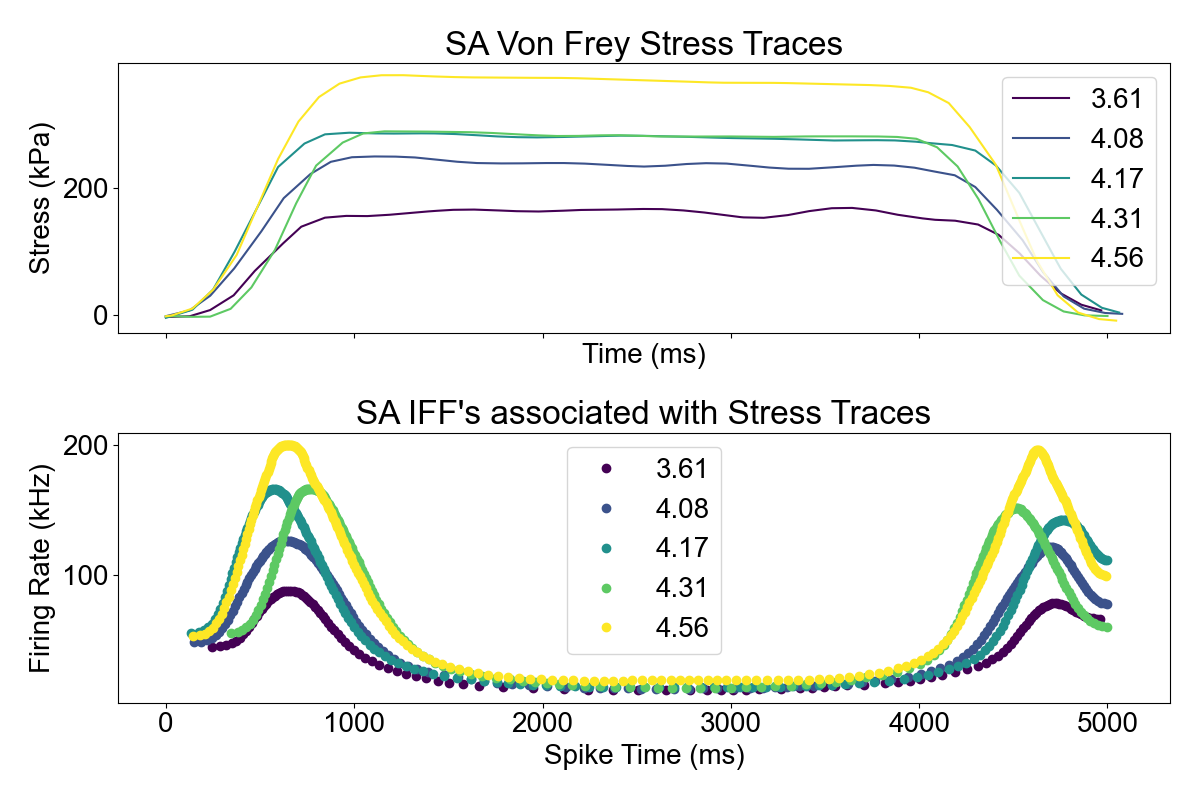 SA Von Frey Stress Traces
Stress (kPa)
200
0
3.61
4.08
4.17
4.31
4.56
Time (ms)
SA IFF's associated with Stress Traces
Firing Rate (kHz)
200
100
3.61
4.08
4.17
4.31
4.56
0 1000 2000 3000 4000 5000
Spike Time (ms)